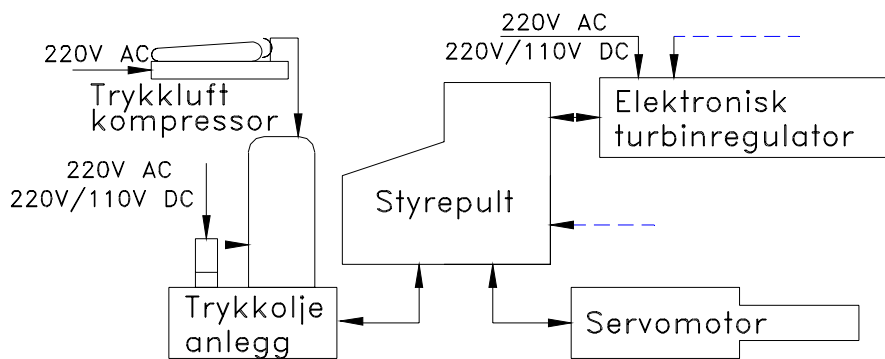 220V AC
Trykkluft
kompressor
220V AC
220V/110V DC
Trykkolje
anlegg
Styrepult
220V AC
220V/110V DC
Elektronisk
turbinregulator
Servomotor